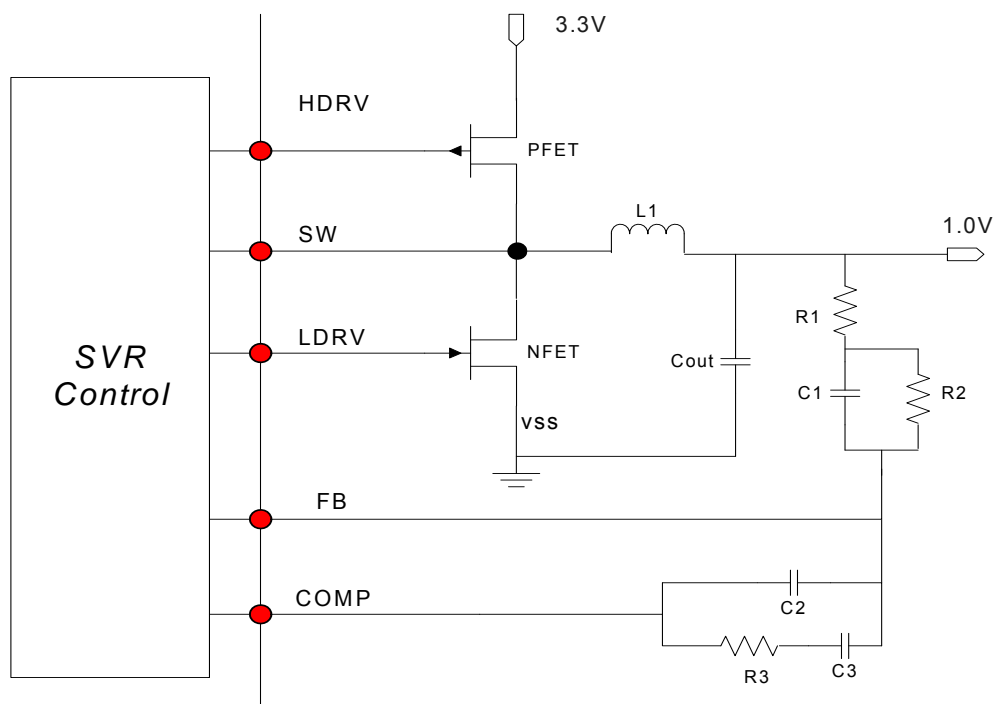 3.3V
HDRV
PFET
SW
L1
1.0V
R1
LDRV
NFET
SVR
Control
Cout
C1
R2
VSS
FB
COMP
C2
R3
C3